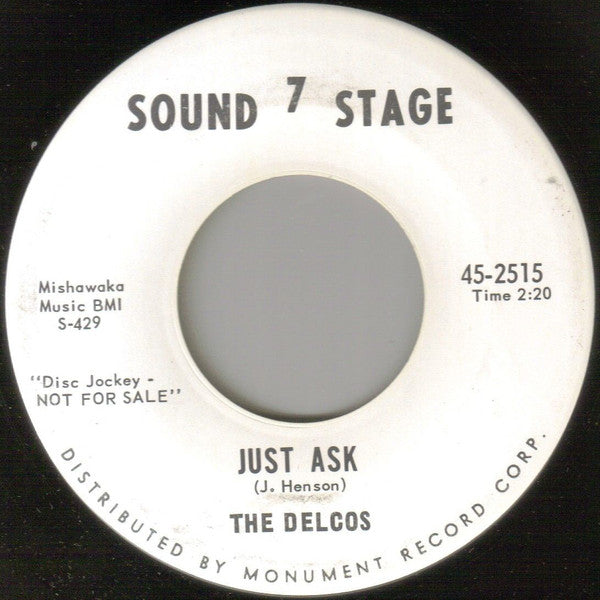 SOUND 7 STAGE
Mishawaka
Music BMI
S-429
45-2515
Time 2:20
"Disc Jockey -
NOT FOR SALE"
JUST ASK
(J. Henson)
THE DELCOS
DISTRIBUTED BY MONUMENT RECORD CORP.